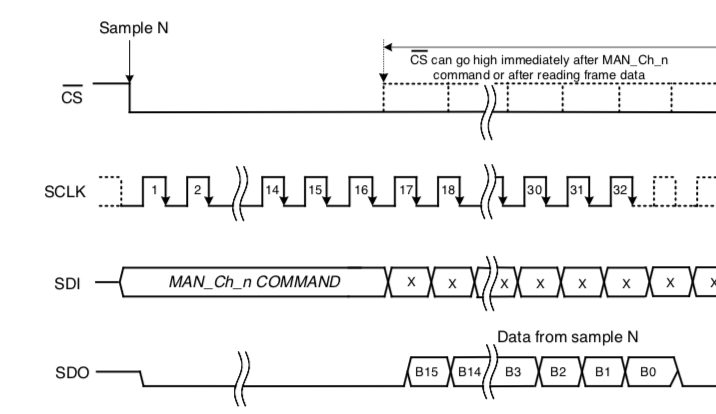 Sample N
CS can go high immediately after MAN_Ch_n
command or after reading frame data
CS
SCLK 1 2 14 15 16 17 18 30 31 32
SDI MAN_Ch_n COMMAND X X X X X X X X
Data from sample N
SDO B15 B14 B3 B2 B1 B0